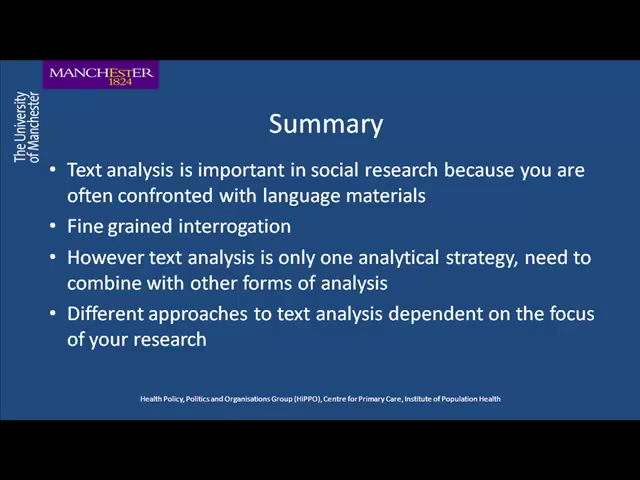 MANCHESTER
1824
The University
of Manchester
Summary
• Text analysis is important in social research because you are
often confronted with language materials
• Fine grained interrogation
• However text analysis is only one analytical strategy, need to
combine with other forms of analysis
• Different approaches to text analysis dependent on the focus
of your research
Health Policy, Politics and Organisations Group (HiPPO), Centre for Primary Care, Institute of Population Health